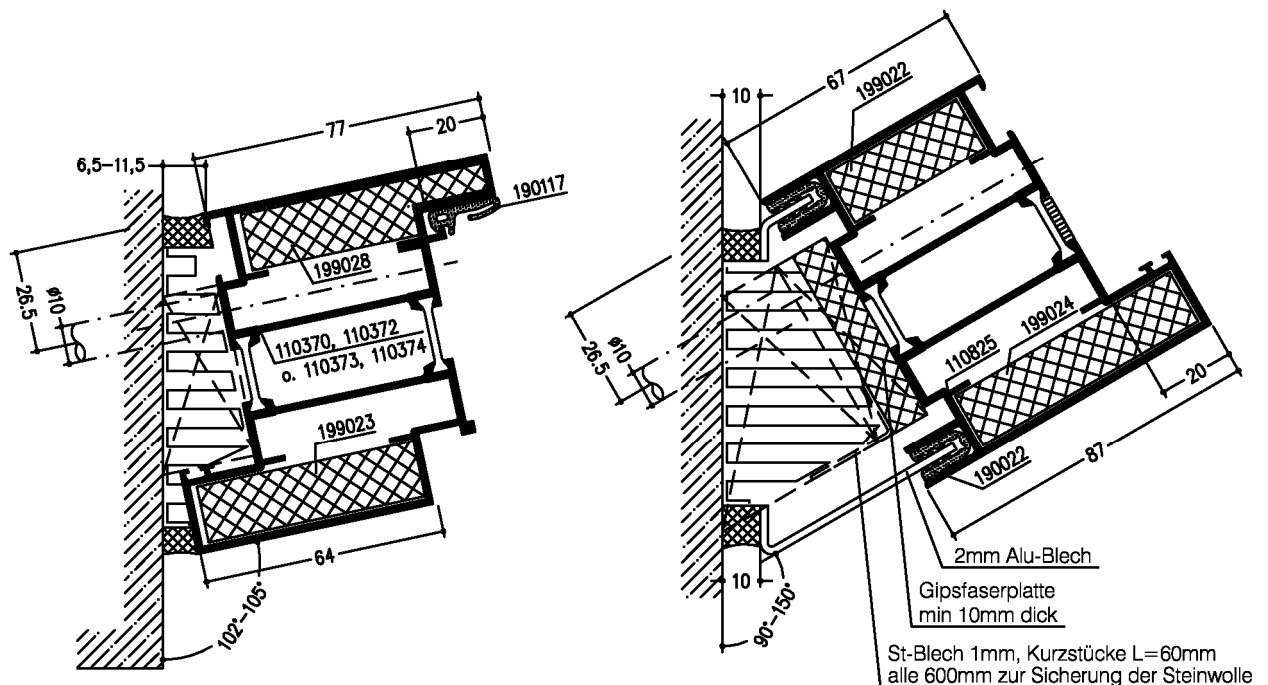 77
20
6,5–11,5
190117
199028
26.5
ø10
110370, 110372
o. 110373, 110374
199023
64
102°–105°
67
10
199022
26.5
ø10
199024
110825
20
87
190022
10
90°–150°
2mm Alu-Blech
Gipsfaserplatte
min 10mm dick
St-Blech 1mm, Kurzstücke L=60mm
alle 600mm zur Sicherung der Steinwolle